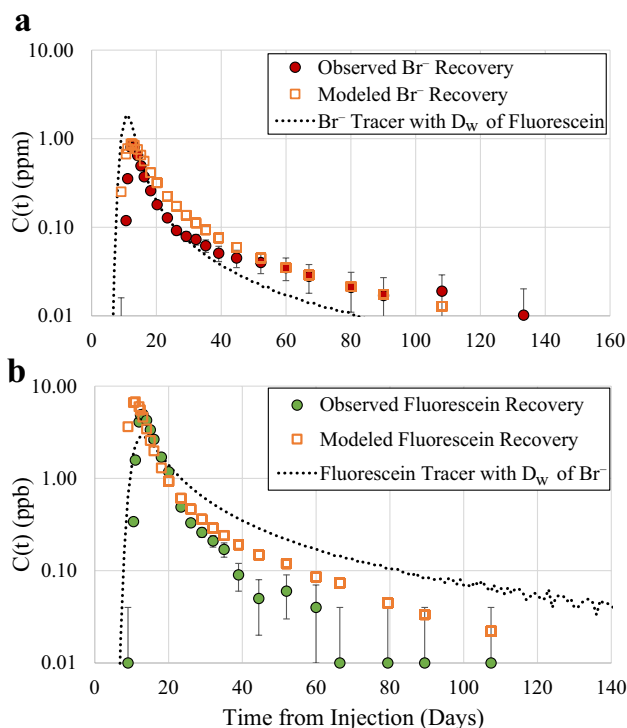 a
10.00
1.00
0.10
0.01
C(t) (ppm)
Observed Br⁻ Recovery
Modeled Br⁻ Recovery
Br⁻ Tracer with D_W of Fluorescein
0 20 40 60 80 100 120 140 160
b
10.00
1.00
0.10
0.01
C(t) (ppb)
Observed Fluorescein Recovery
Modeled Fluorescein Recovery
Fluorescein Tracer with D_W of Br⁻
0 20 40 60 80 100 120 140
Time from Injection (Days)